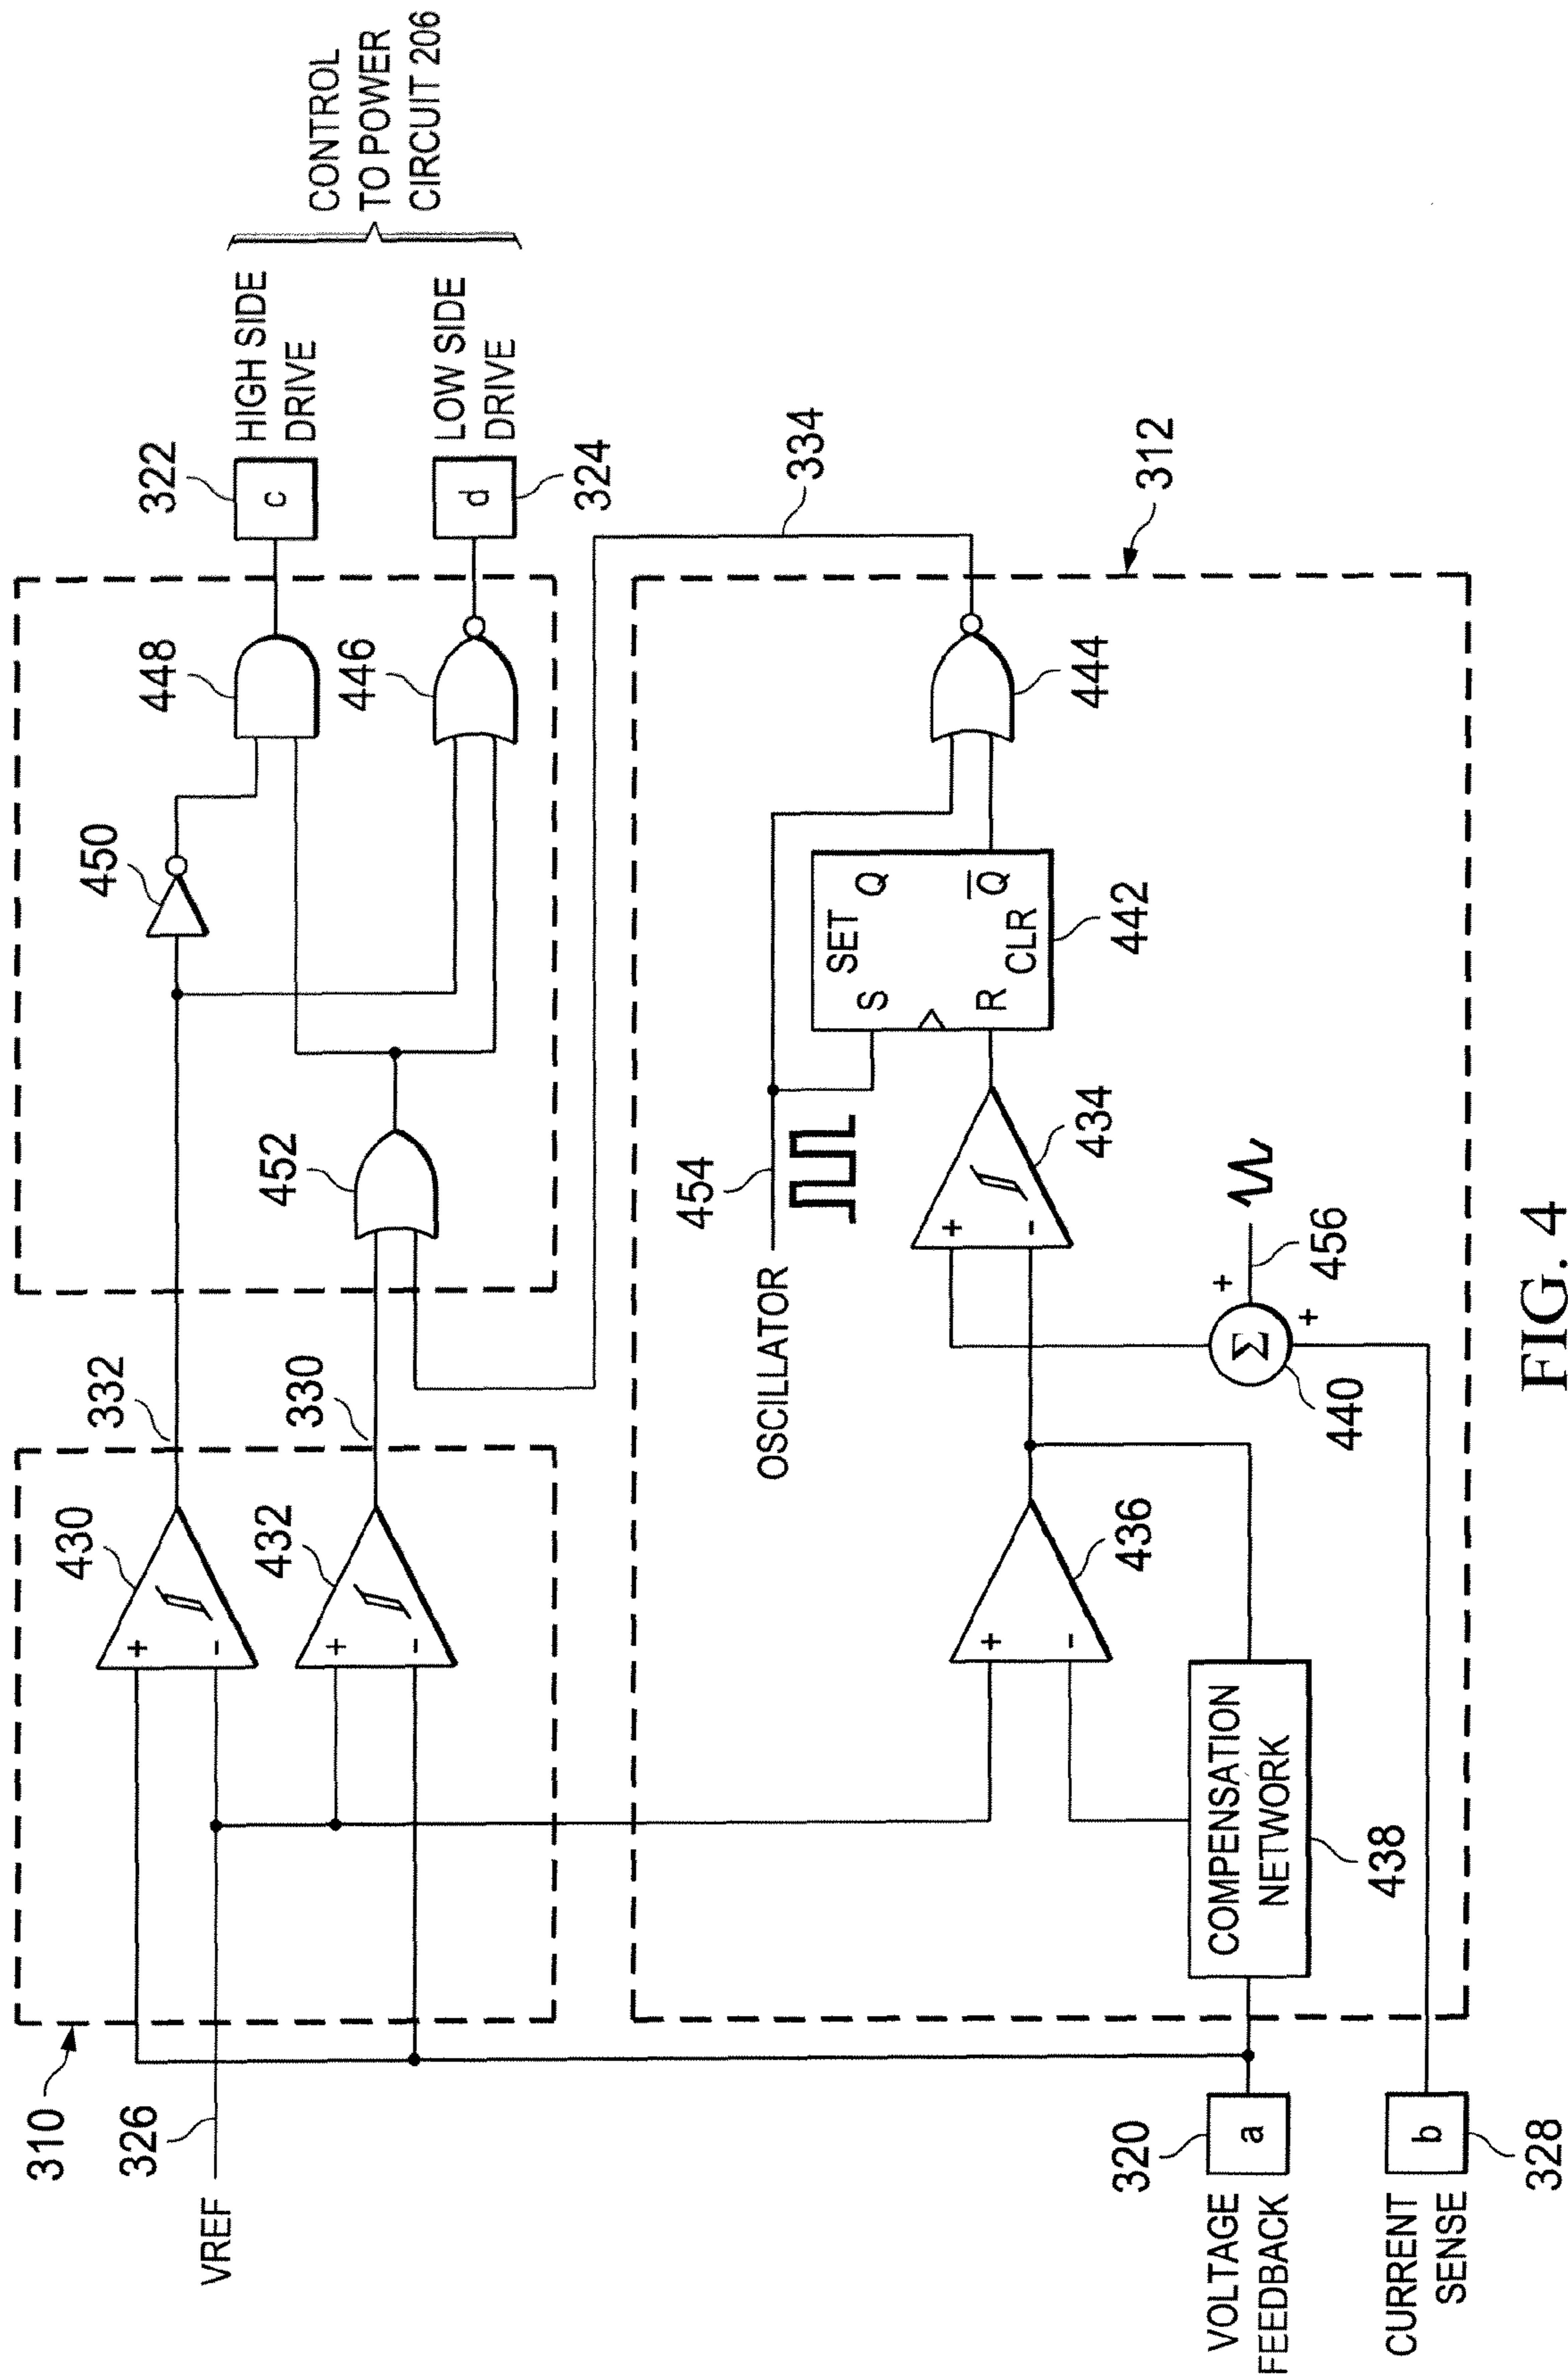 CONTROL
TO POWER
CIRCUIT 206
HIGH SIDE
DRIVE
LOW SIDE
DRIVE
322
c
d
324
448
446
450
452
332
330
334
312
430
432
+
-
+
-
310
326
VREF
OSCILLATOR
454
SET
S
Q
R
Q̅
CLR
442
444
434
+
-
436
+
-
440
Σ
+
+
456
COMPENSATION
NETWORK
438
320
a
VOLTAGE
FEEDBACK
b
328
CURRENT
SENSE
FIG. 4